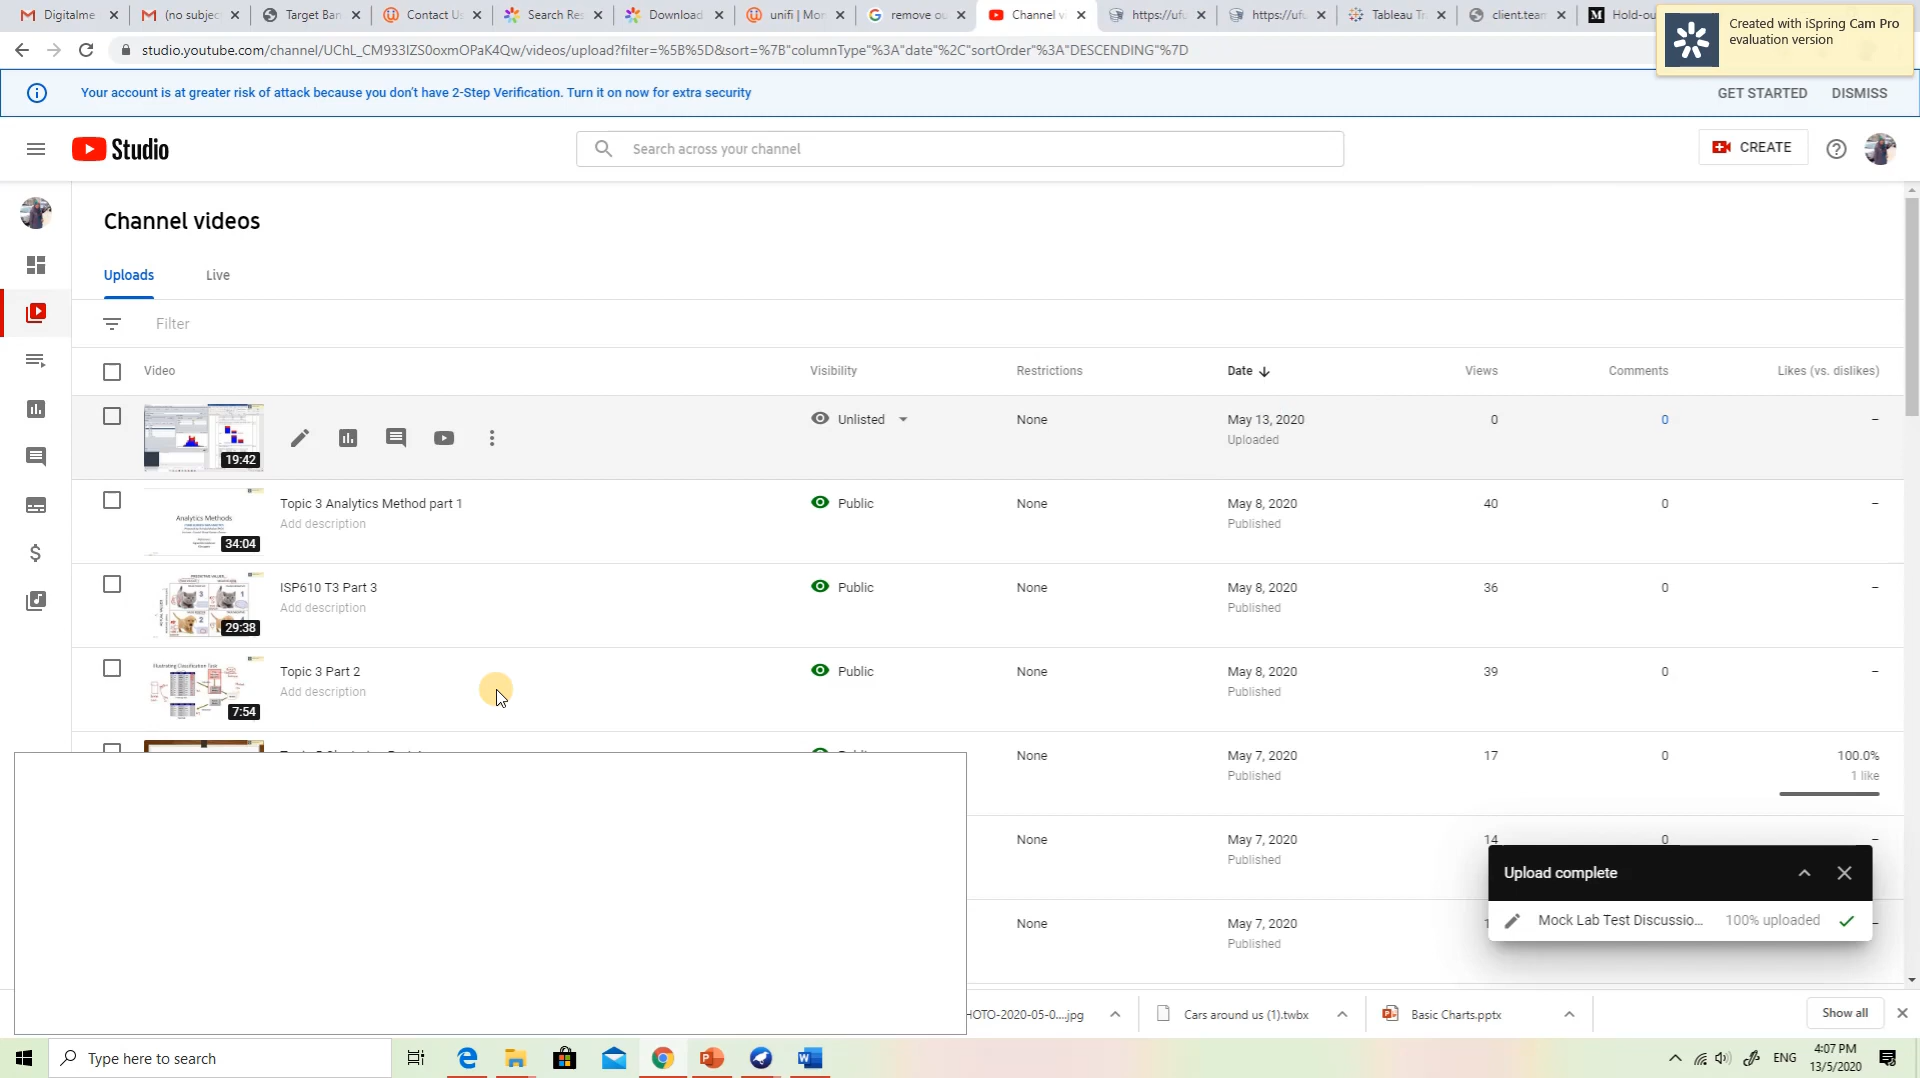 Digitalme
(no subjec
Target Ban
Contact Us
Search Res
Download
unifi | Mon
remove ou
Channel vi
https://ufu
https://ufu
Tableau Tr
client.team
Hold-ou
Created with iSpring Cam Pro
evaluation version
studio.youtube.com/channel/UChL_CM933IZS0oxmOPaK4Qw/videos/upload?filter=%5B%5D&sort=%7B"columnType"%3A"date"%2C"sortOrder"%3A"DESCENDING"%7D
Your account is at greater risk of attack because you don't have 2-Step Verification. Turn it on now for extra security
GET STARTED DISMISS
Studio
Search across your channel
CREATE
Channel videos
Uploads Live
Filter
Video Visibility Restrictions Date Views Comments Likes (vs. dislikes)
19:42
Unlisted None May 13, 2020 0 0 –
Uploaded
Analytics Methods
34:04
Topic 3 Analytics Method part 1 Public None May 8, 2020 40 0 –
Add description Published
29:38
ISP610 T3 Part 3 Public None May 8, 2020 36 0 –
Add description Published
Illustrating Classification Task
7:54
Topic 3 Part 2 Public None May 8, 2020 39 0 –
Add description Published
None May 7, 2020 17 0 100.0%
Published 1 like
None May 7, 2020 14 0 –
Published
None May 7, 2020
Published
Upload complete
Mock Lab Test Discussio... 100% uploaded
HOTO-2020-05-0....jpg Cars around us (1).twbx Basic Charts.pptx Show all
Type here to search
ENG
4:07 PM
13/5/2020